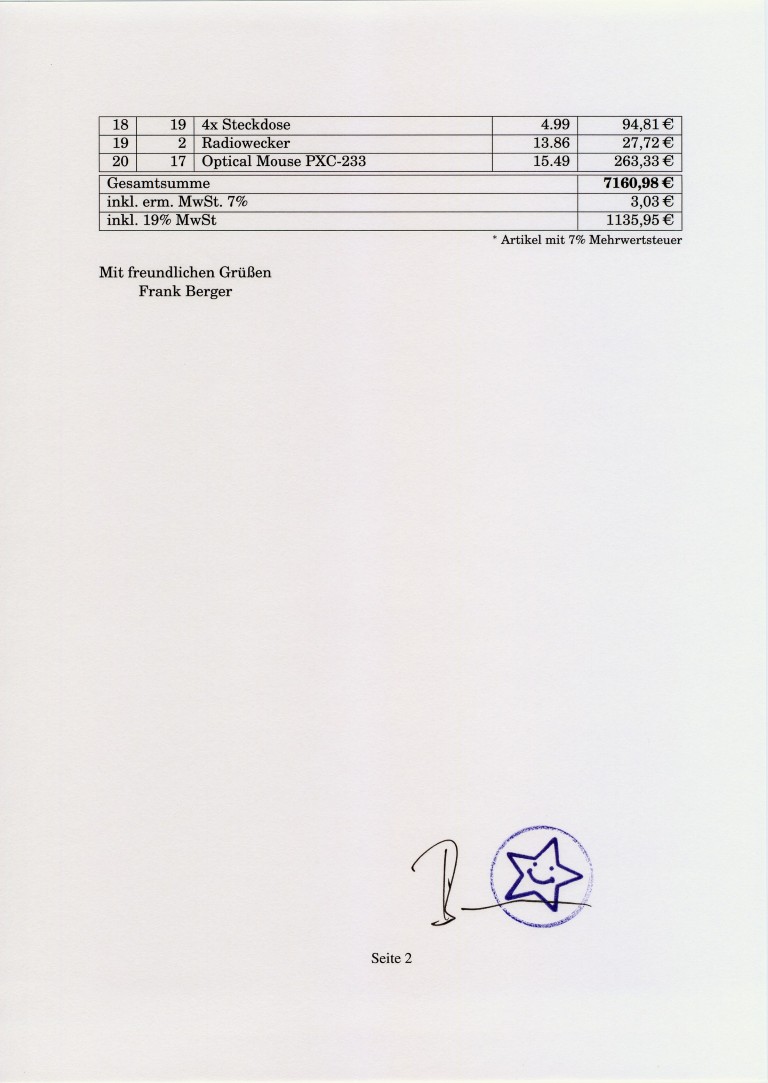 18 19 4x Steckdose 4.99 94,81 €
19 2 Radiowecker 13.86 27,72 €
20 17 Optical Mouse PXC-233 15.49 263,33 €
Gesamtsumme 7160,98 €
inkl. erm. MwSt. 7% 3,03 €
inkl. 19% MwSt 1135,95 €
* Artikel mit 7% Mehrwertsteuer
Mit freundlichen Grüßen
Frank Berger
Seite 2